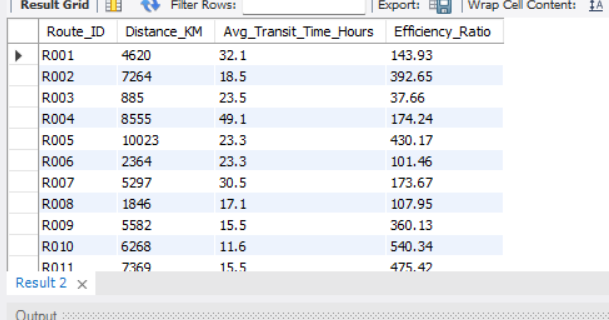 Result Grid Filter Rows: Export: Wrap Cell Content: IA
Route_ID Distance_KM Avg_Transit_Time_Hours Efficiency_Ratio
R001 4620 32.1 143.93
R002 7264 18.5 392.65
R003 885 23.5 37.66
R004 8555 49.1 174.24
R005 10023 23.3 430.17
R006 2364 23.3 101.46
R007 5297 30.5 173.67
R008 1846 17.1 107.95
R009 5582 15.5 360.13
R010 6268 11.6 540.34
R011 7369 15.5 475.42
Result 2 ×
Output